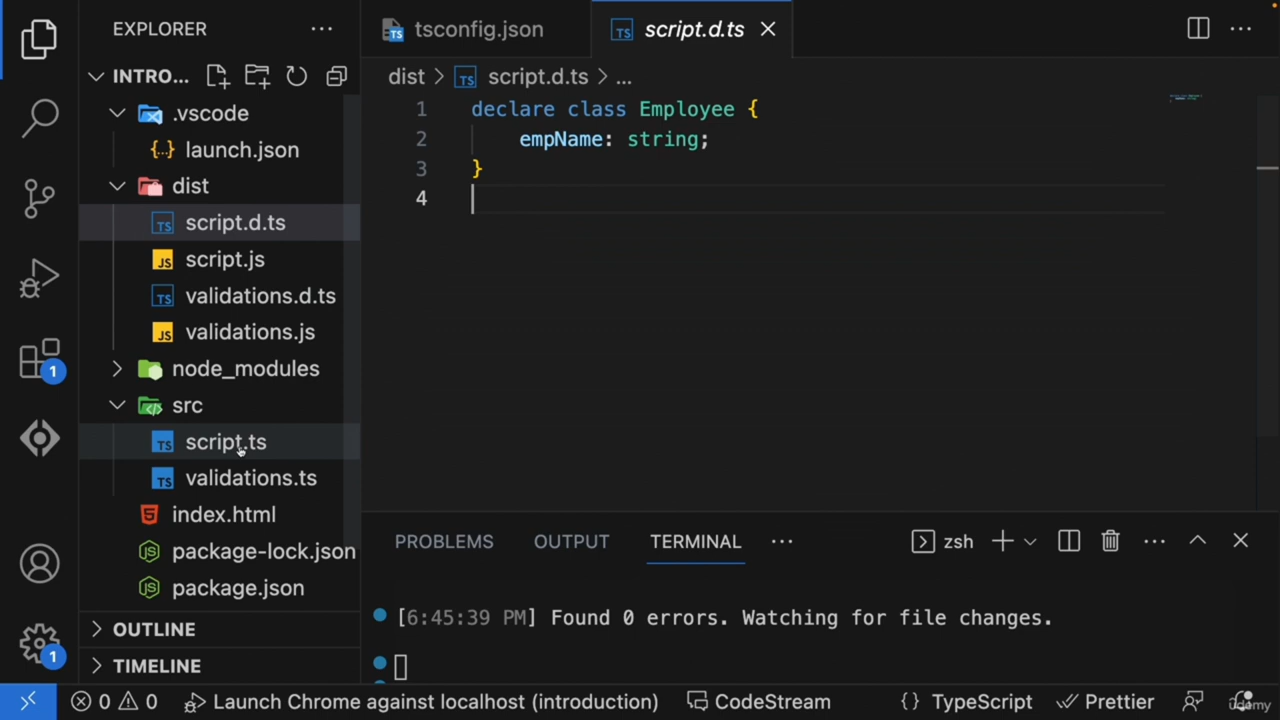 EXPLORER
INTRO...
.vscode
launch.json
dist
script.d.ts
script.js
validations.d.ts
validations.js
node_modules
src
script.ts
validations.ts
index.html
package-lock.json
package.json
OUTLINE
TIMELINE
tsconfig.json
script.d.ts
dist > script.d.ts > ...
1 declare class Employee {
2 empName: string;
3 }
4
PROBLEMS OUTPUT TERMINAL
zsh
[6:45:39 PM] Found 0 errors. Watching for file changes.
1
1
0 0 Launch Chrome against localhost (introduction) CodeStream {} TypeScript Prettier
udemy